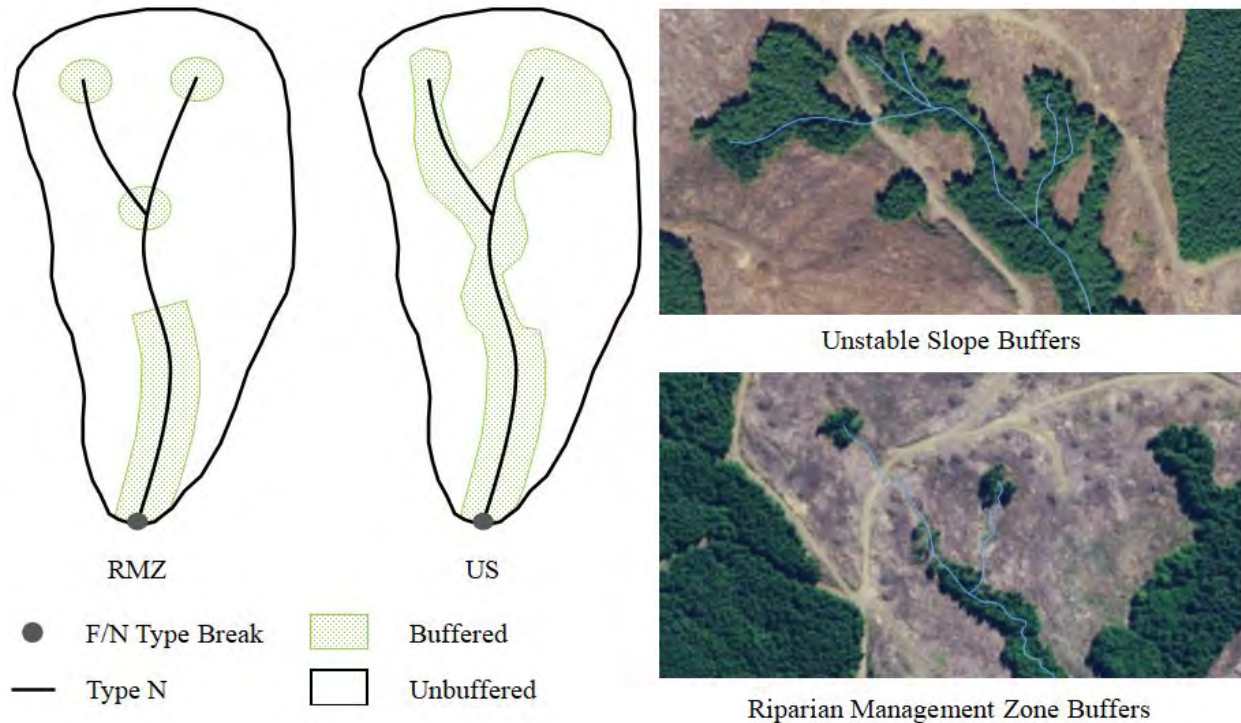 RMZ
US
F/N Type Break
Buffered
Type N
Unbuffered
Unstable Slope Buffers
Riparian Management Zone Buffers